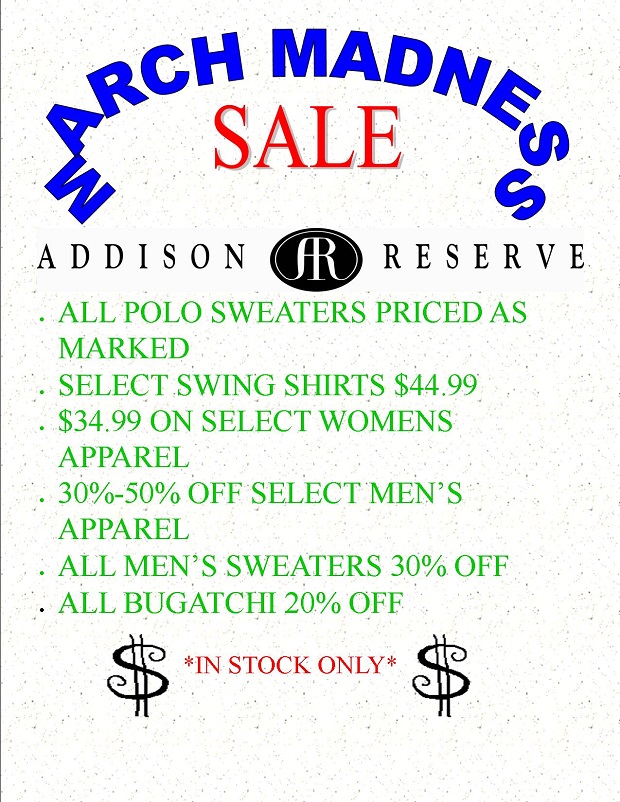 MARCH MADNESS
SALE
ADDISON AR RESERVE
• ALL POLO SWEATERS PRICED AS
MARKED
• SELECT SWING SHIRTS $44.99
• $34.99 ON SELECT WOMENS
APPAREL
• 30%-50% OFF SELECT MEN’S
APPAREL
• ALL MEN’S SWEATERS 30% OFF
• ALL BUGATCHI 20% OFF
$ *IN STOCK ONLY* $